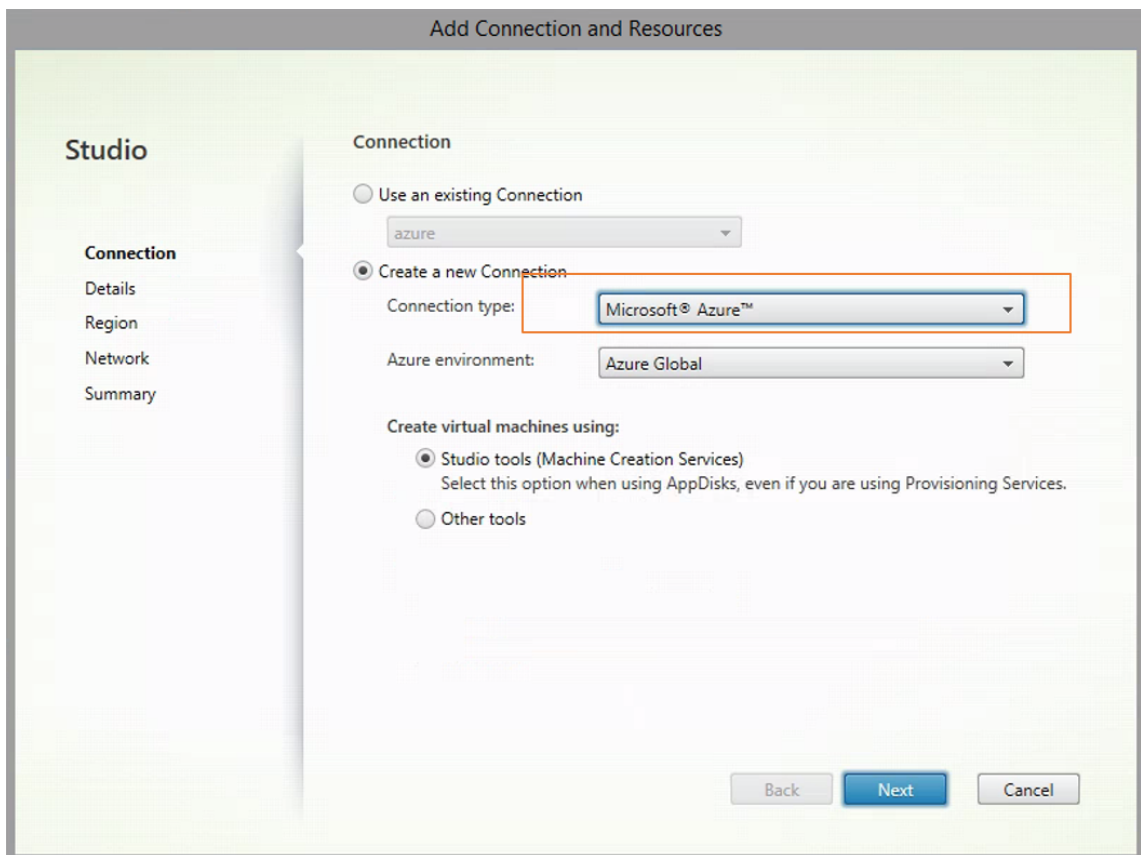 Add Connection and Resources
Studio
Connection
Details
Region
Network
Summary
Connection
Use an existing Connection
azure
Create a new Connection
Connection type:
Microsoft® Azure™
Azure environment:
Azure Global
Create virtual machines using:
Studio tools (Machine Creation Services)
Select this option when using AppDisks, even if you are using Provisioning Services.
Other tools
Back
Next
Cancel